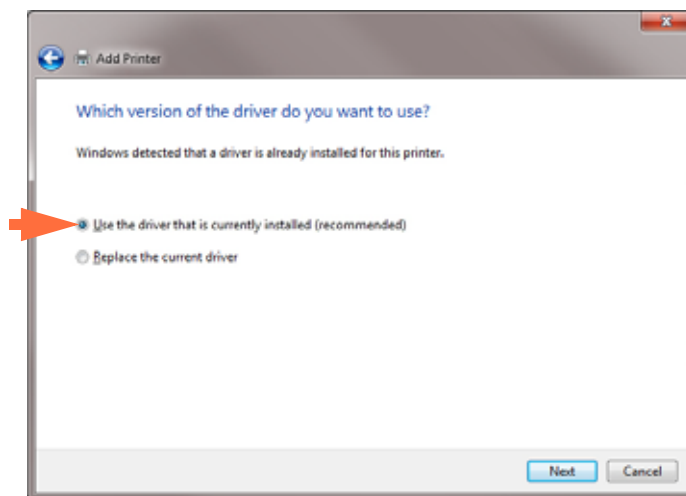 Add Printer
Which version of the driver do you want to use?
Windows detected that a driver is already installed for this printer.
Use the driver that is currently installed (recommended)
Replace the current driver
Next Cancel